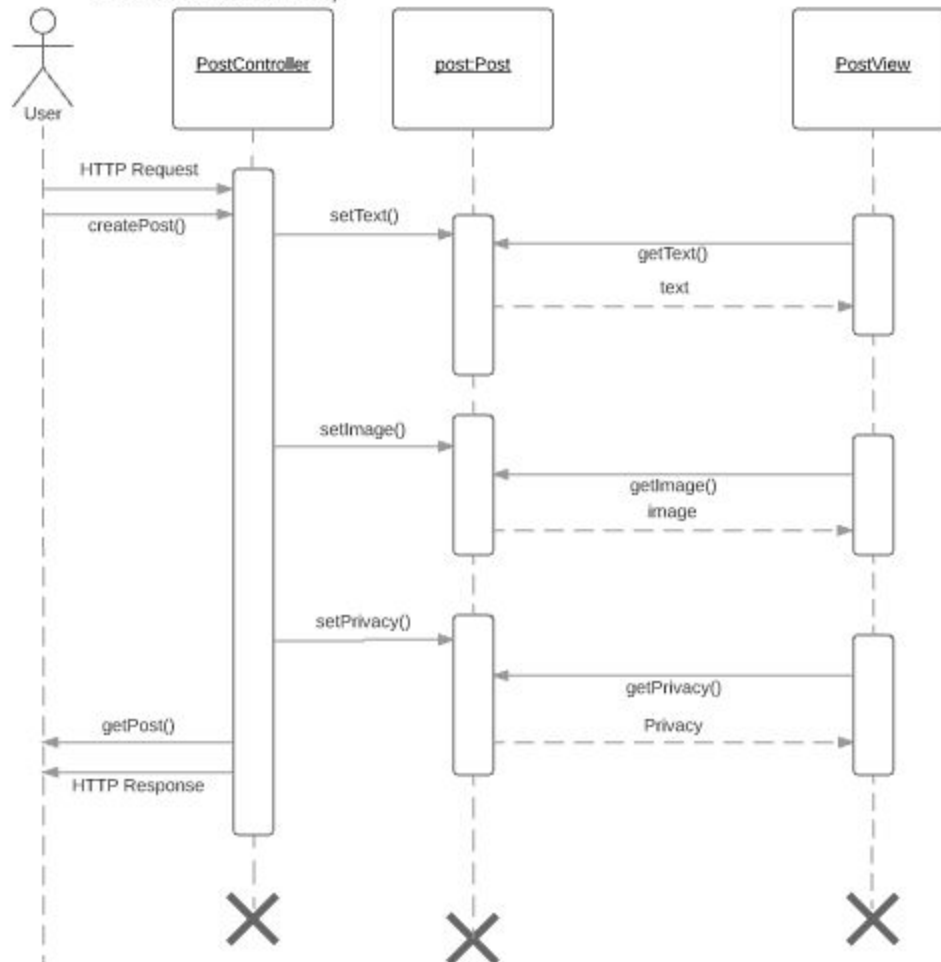 PostController
post:Post
PostView
User
HTTP Request
createPost()
setText()
getText()
text
setImage()
getImage()
image
setPrivacy()
getPrivacy()
getPost()
Privacy
HTTP Response